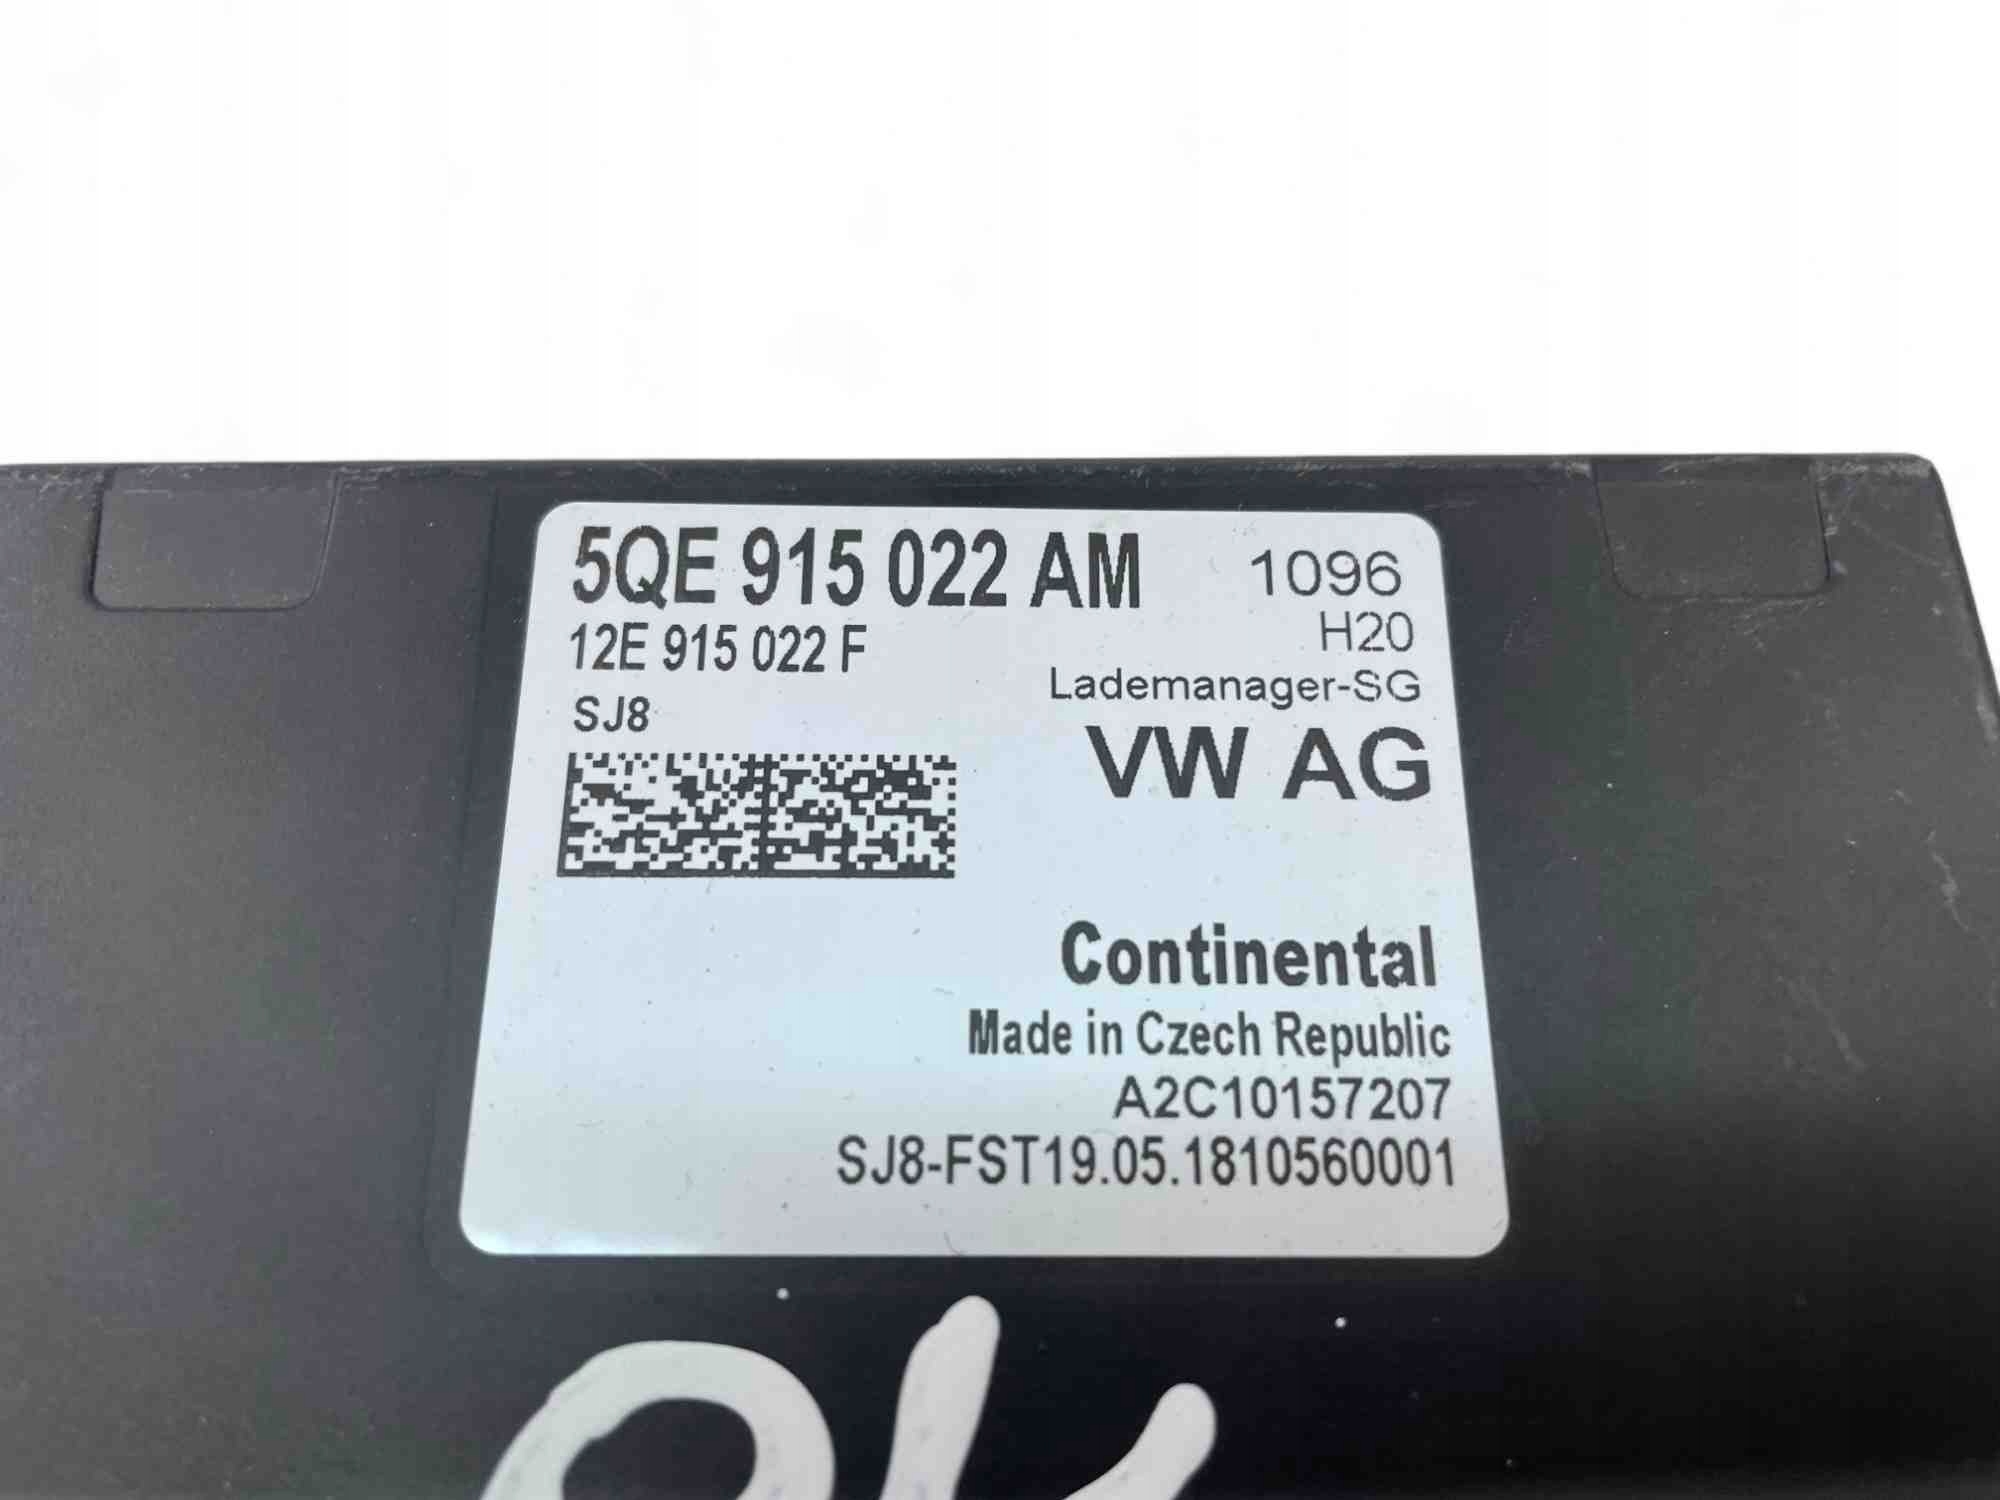 5QE 915 022 AM 1096
12E 915 022 F H20
SJ8 Lademanager-SG
VW AG
Continental
Made in Czech Republic
A2C10157207
SJ8-FST19.05.1810560001
OK